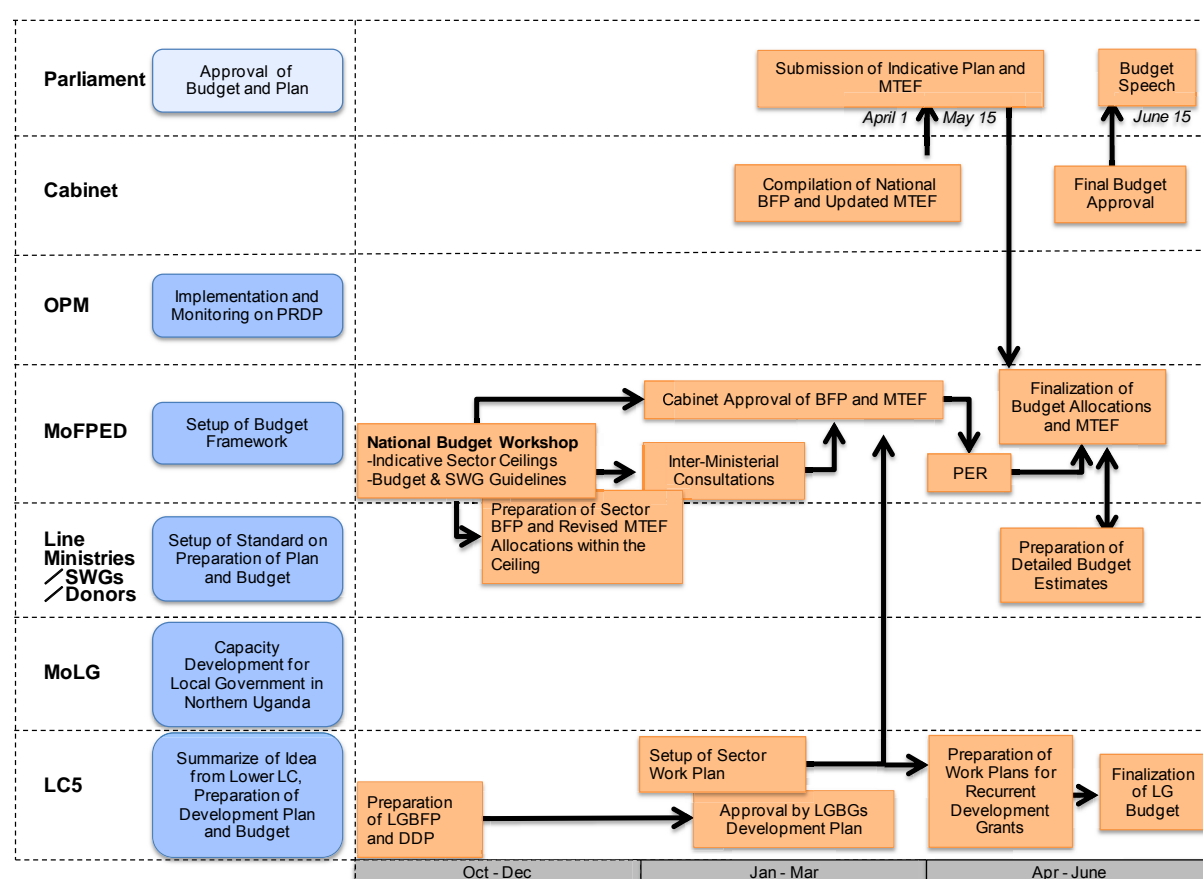 Parliament
Approval of
Budget and Plan
Submission of Indicative Plan and
MTEF
Budget
Speech
April 1
May 15
June 15
Cabinet
Compilation of National
BFP and Updated MTEF
Final Budget
Approval
OPM
Implementation and
Monitoring on PRDP
MoFPED
Setup of Budget
Framework
National Budget Workshop
-Indicative Sector Ceilings
-Budget & SWG Guidelines
Cabinet Approval of BFP and MTEF
Inter-Ministerial
Consultations
PER
Finalization of
Budget Allocations
and MTEF
Line
Ministries
／SWGs
／Donors
Setup of Standard on
Preparation of Plan
and Budget
Preparation of Sector
BFP and Revised MTEF
Allocations within the
Ceiling
Preparation of
Detailed Budget
Estimates
MoLG
Capacity
Development for
Local Government in
Northern Uganda
LC5
Summarize of Idea
from Lower LC,
Preparation of
Development Plan
and Budget
Preparation
of LGBFP
and DDP
Setup of Sector
Work Plan
Approval by LGBGs
Development Plan
Preparation of
Work Plans for
Recurrent
Development
Grants
Finalization
of LG
Budget
Oct - Dec
Jan - Mar
Apr - June